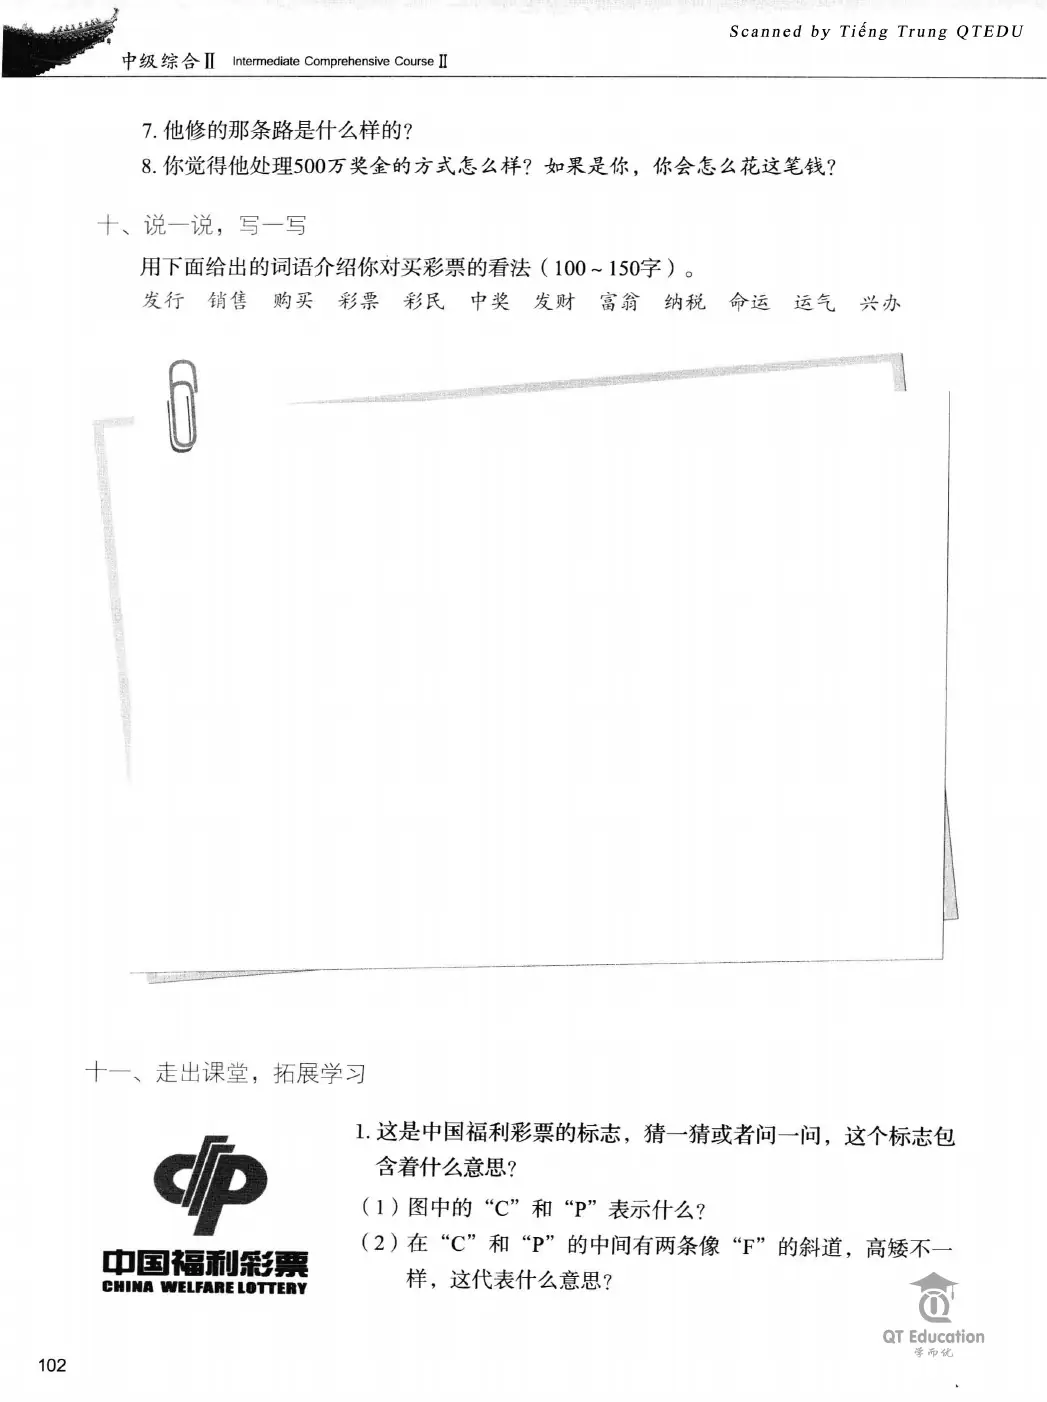 Scanned by Tiếng Trung QTEDU
中级综合Ⅱ Intermediate Comprehensive Course Ⅱ
7. 他修的那条路是什么样的？
8. 你觉得他处理500万奖金的方式怎么样？如果是你，你会怎么花这笔钱？
十、说一说，写一写
用下面给出的词语介绍你对买彩票的看法（100～150字）。
发行 销售 购买 彩票 彩民 中奖 发财 富翁 纳税 命运 运气 兴办
十一、走出课堂，拓展学习
1. 这是中国福利彩票的标志，猜一猜或者问一问，这个标志包
含着什么意思？
（1）图中的“C”和“P”表示什么？
（2）在“C”和“P”的中间有两条像“F”的斜道，高矮不一
样，这代表什么意思？
中国福利彩票
CHINA WELFARE LOTTERY
QT Education
学而优
102